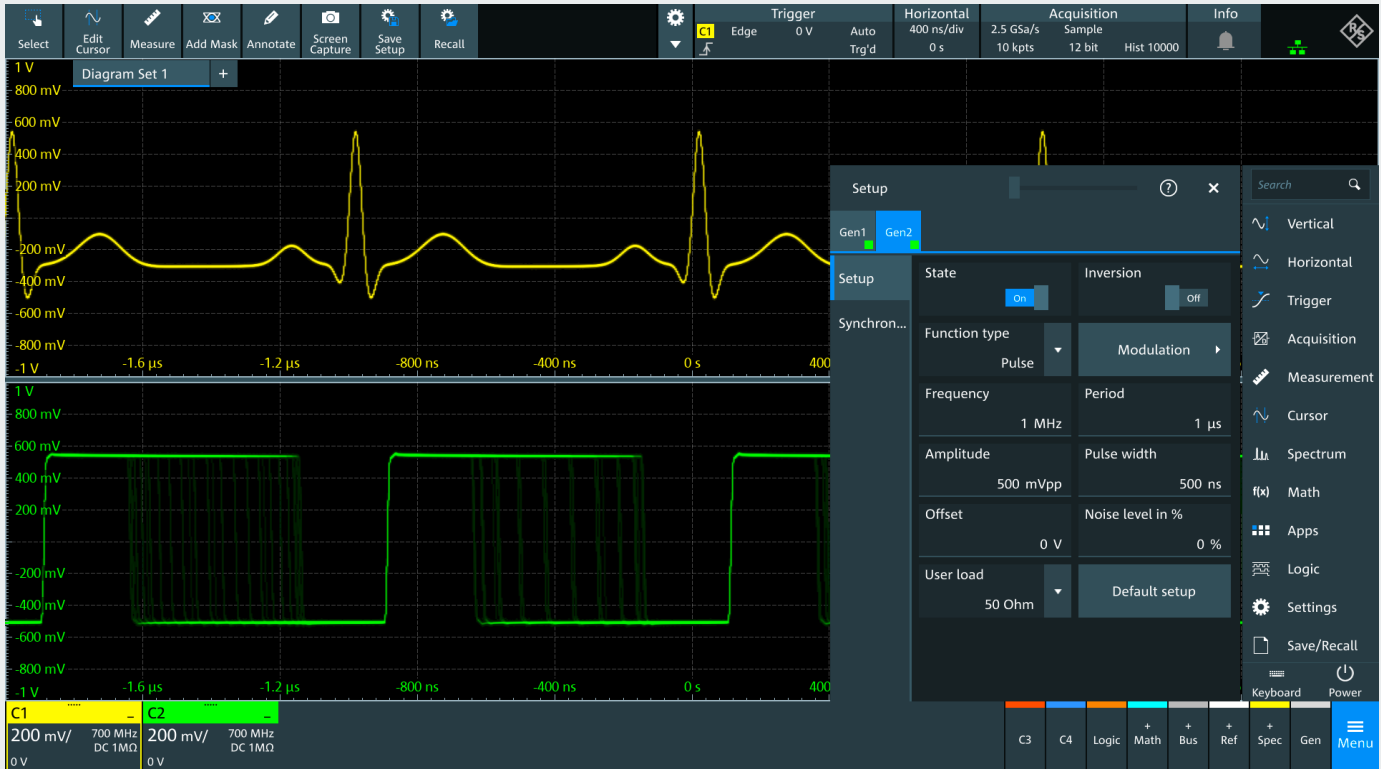 Select
Edit Cursor
Measure
Add Mask
Annotate
Screen Capture
Save Setup
Recall
Trigger
C1 Edge 0 V Auto
Trig'd
Horizontal
400 ns/div
0 s
Acquisition
2.5 GSa/s Sample
10 kpts 12 bit Hist 10000
Info
R&S
Diagram Set 1 +
1 V
800 mV
600 mV
400 mV
200 mV
-200 mV
-400 mV
-600 mV
-800 mV
-1 V
-1.6 µs -1.2 µs -800 ns -400 ns 0 s 400
1 V
800 mV
600 mV
400 mV
200 mV
-200 mV
-400 mV
-600 mV
-800 mV
-1 V
-1.6 µs -1.2 µs -800 ns -400 ns 0 s 400
Setup ? ×
Gen1 Gen2
Setup
Synchron...
State
On
Inversion
Off
Function type
Pulse
Modulation
Frequency
1 MHz
Period
1 µs
Amplitude
500 mVpp
Pulse width
500 ns
Offset
0 V
Noise level in %
0 %
User load
50 Ohm
Default setup
Search
Vertical
Horizontal
Trigger
Acquisition
Measurement
Cursor
Spectrum
f(x) Math
Apps
Logic
Settings
Save/Recall
Keyboard
Power
C1
200 mV/ 700 MHz
DC 1MΩ
0 V
C2
200 mV/ 700 MHz
DC 1MΩ
0 V
C3
C4
Logic
+ Math
+ Bus
+ Ref
+ Spec
Gen
Menu